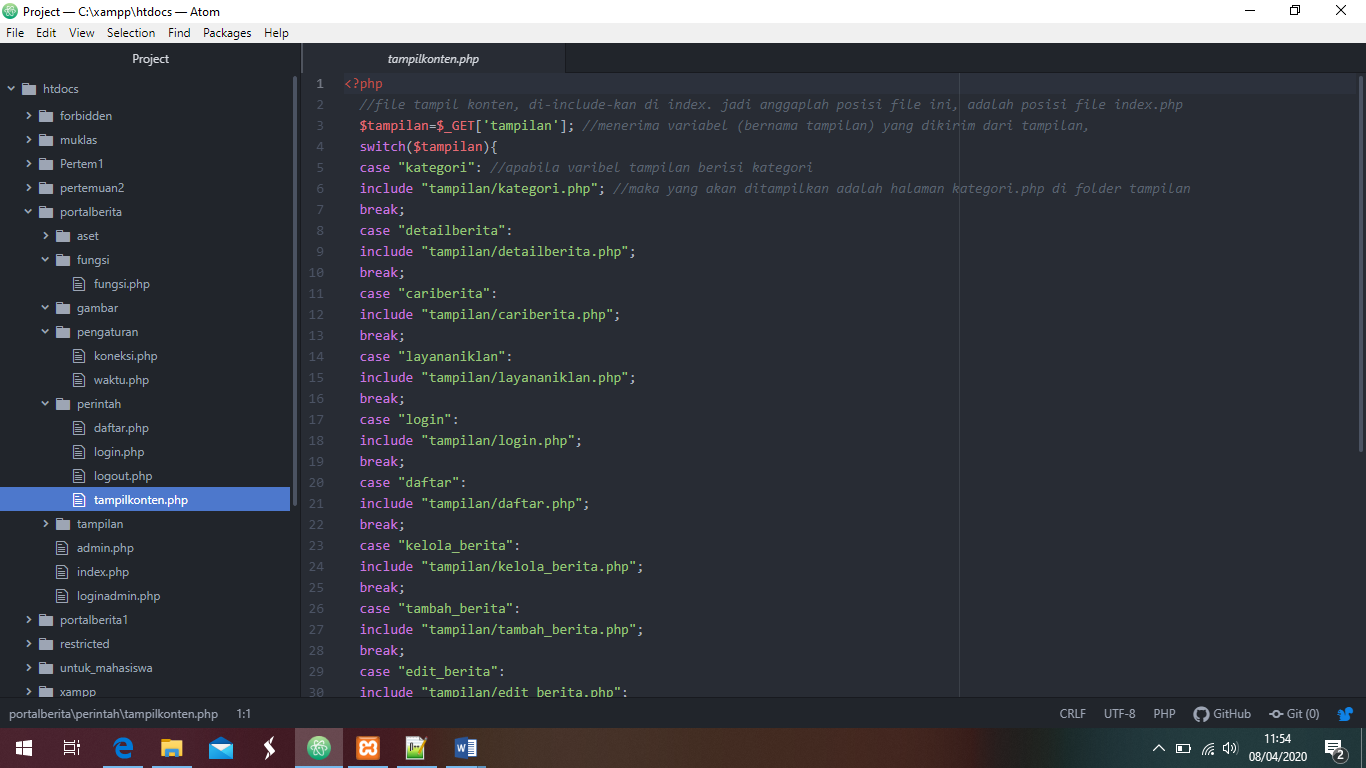 Project — C:\xampp\htdocs — Atom
File Edit View Selection Find Packages Help
Project
htdocs
forbidden
muklas
Pertem1
pertemuan2
portalberita
aset
fungsi
fungsi.php
gambar
pengaturan
koneksi.php
waktu.php
perintah
daftar.php
login.php
logout.php
tampilkonten.php
tampilan
admin.php
index.php
loginadmin.php
portalberita1
restricted
untuk_mahasiswa
xampp
tampilkonten.php
1 <?php
2 //file tampil konten, di-include-kan di index. jadi anggaplah posisi file ini, adalah posisi file index.php
3 $tampilan=$_GET['tampilan']; //menerima variabel (bernama tampilan) yang dikirim dari tampilan,
4 switch($tampilan){
5 case "kategori": //apabila varibel tampilan berisi kategori
6 include "tampilan/kategori.php"; //maka yang akan ditampilkan adalah halaman kategori.php di folder tampilan
7 break;
8 case "detailberita":
9 include "tampilan/detailberita.php";
10 break;
11 case "cariberita":
12 include "tampilan/cariberita.php";
13 break;
14 case "layananiklan":
15 include "tampilan/layananiklan.php";
16 break;
17 case "login":
18 include "tampilan/login.php";
19 break;
20 case "daftar":
21 include "tampilan/daftar.php";
22 break;
23 case "kelola_berita":
24 include "tampilan/kelola_berita.php";
25 break;
26 case "tambah_berita":
27 include "tampilan/tambah_berita.php";
28 break;
29 case "edit_berita":
30 include "tampilan/edit_berita.php";
portalberita\perintah\tampilkonten.php 1:1 CRLF UTF-8 PHP GitHub Git (0)
11:54
08/04/2020
2